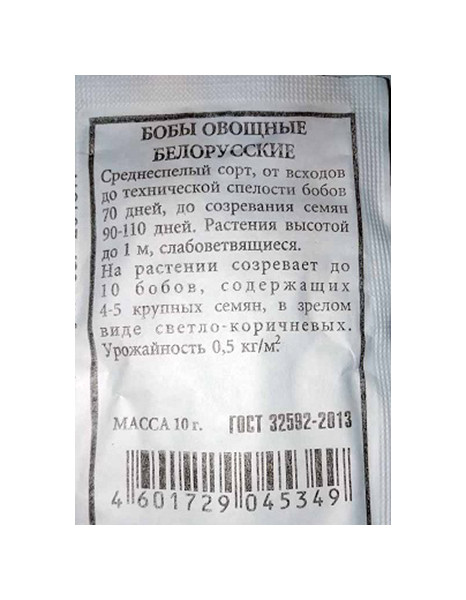 БОБЫ ОВОЩНЫЕ
БЕЛОРУССКИЕ
Среднеспелый сорт, от всходов
до технической спелости бобов
70 дней, до созревания семян
90-110 дней. Растения высотой
до 1 м, слабоветвящиеся.
На растении созревает до
10 бобов, содержащих
4-5 крупных семян, в зрелом
виде светло-коричневых.
Урожайность 0,5 кг/м²
МАССА 10 г. ГОСТ 32592-2013
4 601729 045349